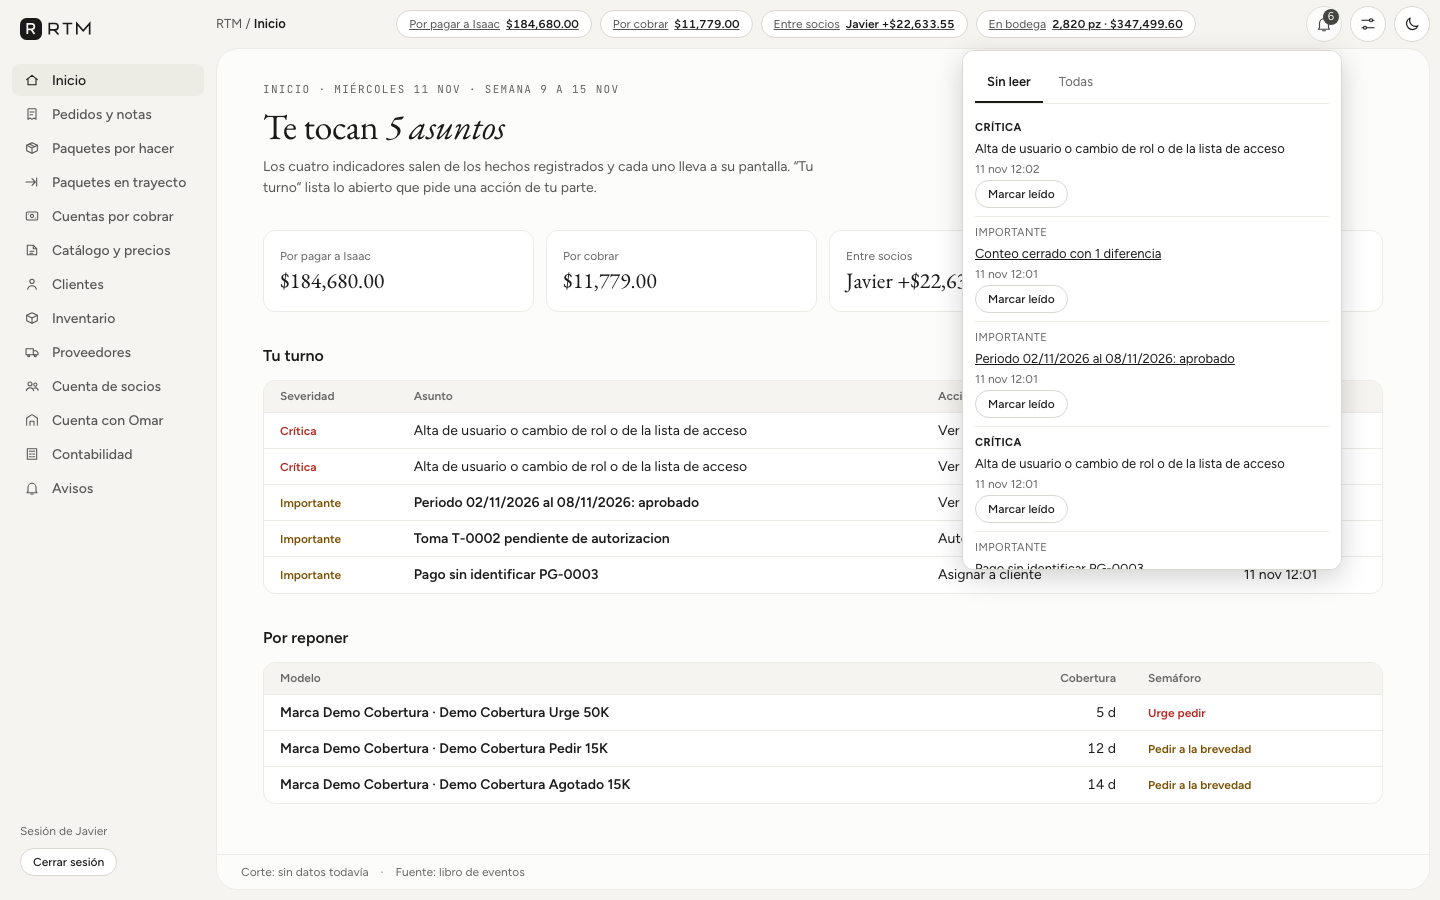 R RTM
RTM / Inicio
Por pagar a Isaac $184,680.00
Por cobrar $11,779.00
Entre socios Javier +$22,633.55
En bodega 2,820 pz · $347,499.60
6
Inicio
Pedidos y notas
Paquetes por hacer
Paquetes en trayecto
Cuentas por cobrar
Catálogo y precios
Clientes
Inventario
Proveedores
Cuenta de socios
Cuenta con Omar
Contabilidad
Avisos
Sesión de Javier
Cerrar sesión
INICIO · MIÉRCOLES 11 NOV · SEMANA 9 A 15 NOV
Te tocan 5 asuntos
Los cuatro indicadores salen de los hechos registrados y cada uno lleva a su pantalla. “Tu
turno” lista lo abierto que pide una acción de tu parte.
Por pagar a Isaac
$184,680.00
Por cobrar
$11,779.00
Entre socios
Javier +$22,63
Tu turno
Severidad Asunto Acci
Crítica Alta de usuario o cambio de rol o de la lista de acceso Ver
Crítica Alta de usuario o cambio de rol o de la lista de acceso Ver
Importante Periodo 02/11/2026 al 08/11/2026: aprobado Ver
Importante Toma T-0002 pendiente de autorizacion Auto
Importante Pago sin identificar PG-0003 Asignar a cliente 11 nov 12:01
Por reponer
Modelo Cobertura Semáforo
Marca Demo Cobertura · Demo Cobertura Urge 50K 5 d Urge pedir
Marca Demo Cobertura · Demo Cobertura Pedir 15K 12 d Pedir a la brevedad
Marca Demo Cobertura · Demo Cobertura Agotado 15K 14 d Pedir a la brevedad
Corte: sin datos todavía · Fuente: libro de eventos
Sin leer Todas
CRÍTICA
Alta de usuario o cambio de rol o de la lista de acceso
11 nov 12:02
Marcar leído
IMPORTANTE
Conteo cerrado con 1 diferencia
11 nov 12:01
Marcar leído
IMPORTANTE
Periodo 02/11/2026 al 08/11/2026: aprobado
11 nov 12:01
Marcar leído
CRÍTICA
Alta de usuario o cambio de rol o de la lista de acceso
11 nov 12:01
Marcar leído
IMPORTANTE
Pago sin identificar PG-0003